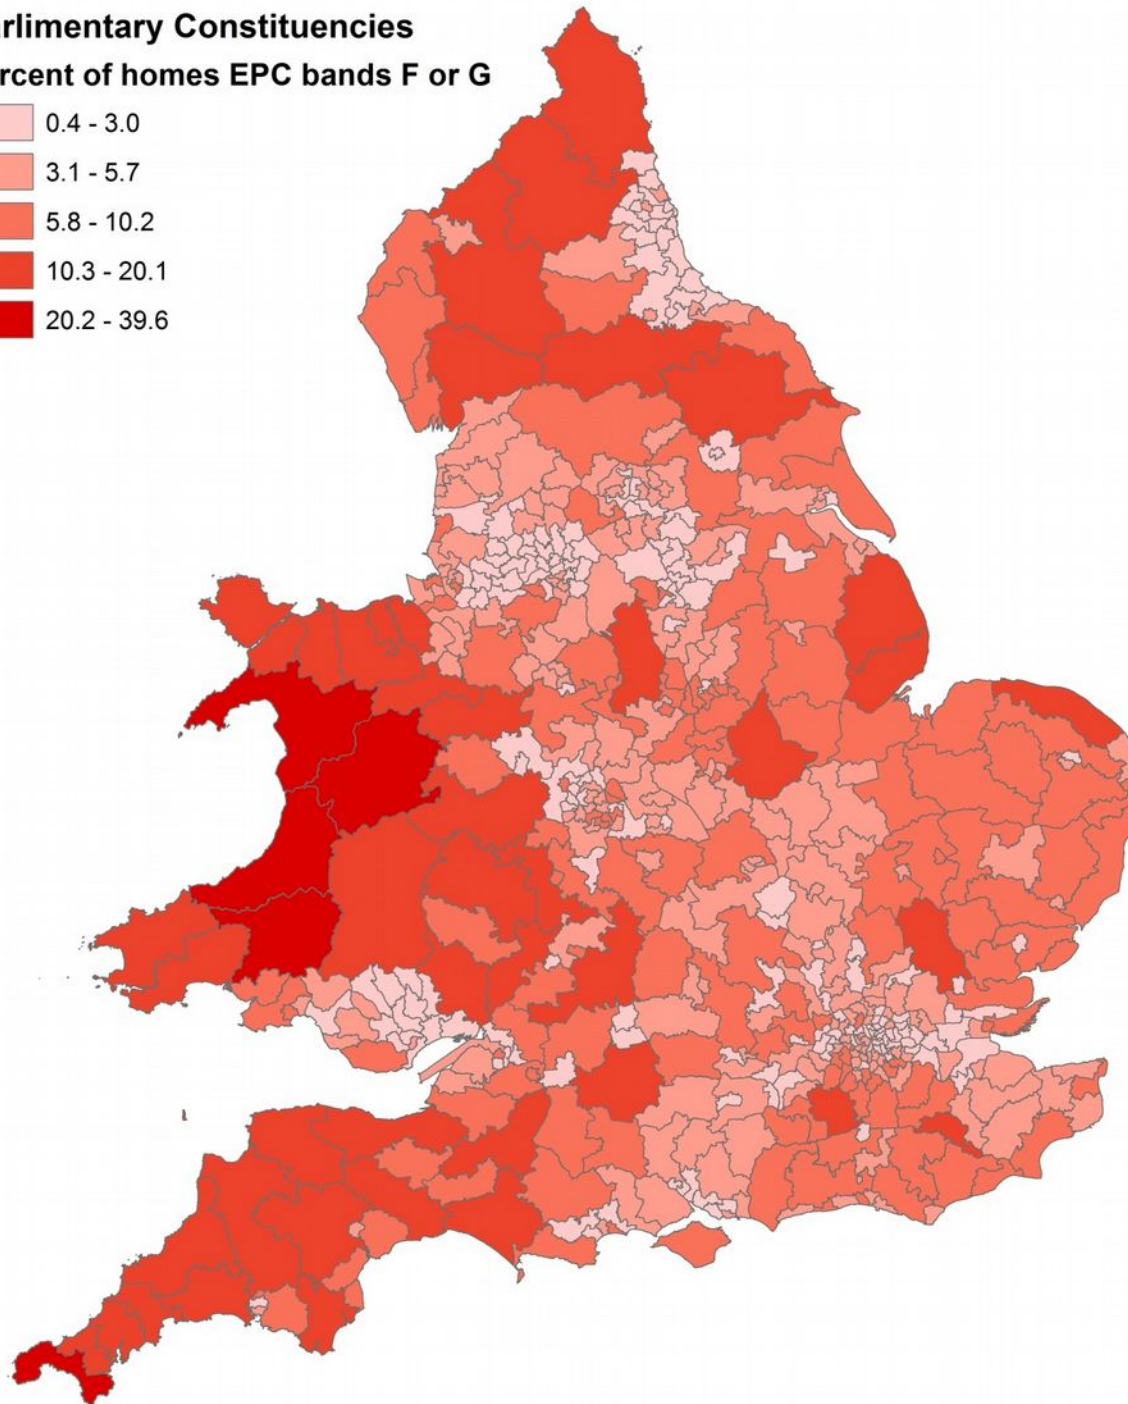 rlimentary Constituencies
rcent of homes EPC bands F or G
0.4 - 3.0
3.1 - 5.7
5.8 - 10.2
10.3 - 20.1
20.2 - 39.6